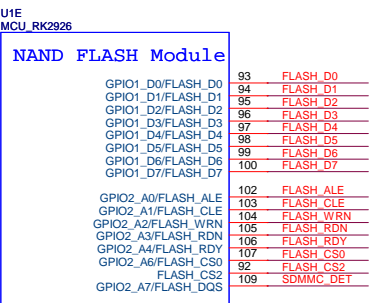 U1E
MCU_RK2926
NAND FLASH Module
GPIO1_D0/FLASH_D0 93 FLASH_D0
GPIO1_D1/FLASH_D1 94 FLASH_D1
GPIO1_D2/FLASH_D2 95 FLASH_D2
GPIO1_D3/FLASH_D3 96 FLASH_D3
GPIO1_D4/FLASH_D4 97 FLASH_D4
GPIO1_D5/FLASH_D5 98 FLASH_D5
GPIO1_D6/FLASH_D6 99 FLASH_D6
GPIO1_D7/FLASH_D7 100 FLASH_D7
GPIO2_A0/FLASH_ALE 102 FLASH_ALE
GPIO2_A1/FLASH_CLE 103 FLASH_CLE
GPIO2_A2/FLASH_WRN 104 FLASH_WRN
GPIO2_A3/FLASH_RDN 105 FLASH_RDN
GPIO2_A4/FLASH_RDY 106 FLASH_RDY
GPIO2_A6/FLASH_CS0 107 FLASH_CS0
FLASH_CS2 92 FLASH_CS2
GPIO2_A7/FLASH_DQS 109 SDMMC_DET